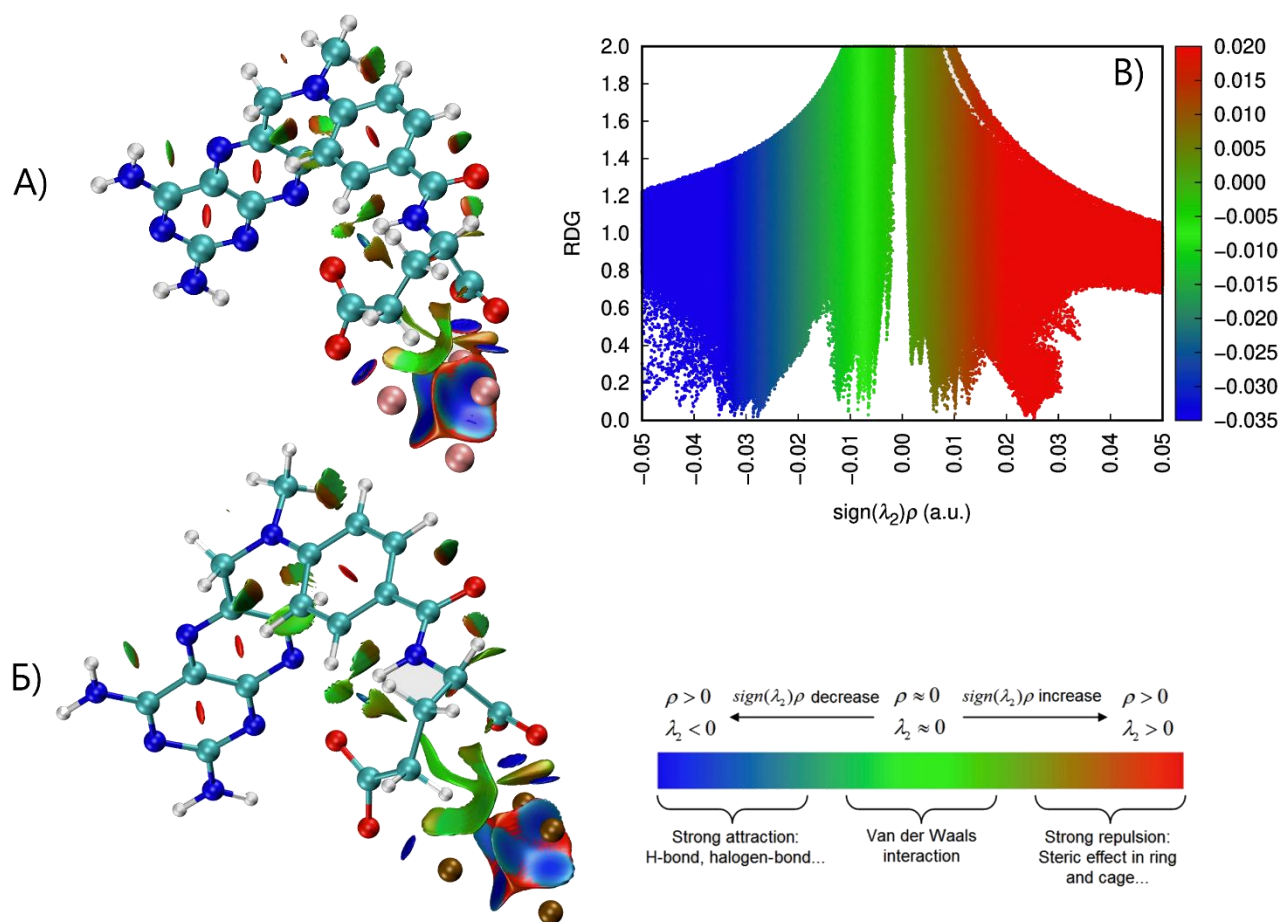 А)
Б)
В)
RDG
2.0
1.8
1.6
1.4
1.2
1.0
0.8
0.6
0.4
0.2
0.0
−0.05
−0.04
−0.03
−0.02
−0.01
0.00
0.01
0.02
0.03
0.04
0.05
sign(λ₂)ρ (a.u.)
0.020
0.015
0.010
0.005
0.000
−0.005
−0.010
−0.015
−0.020
−0.025
−0.030
−0.035
ρ > 0 sign(λ₂)ρ decrease ρ ≈ 0 sign(λ₂)ρ increase ρ > 0
λ₂ < 0 λ₂ ≈ 0 λ₂ > 0
Strong attraction:
H-bond, halogen-bond...
Van der Waals
interaction
Strong repulsion:
Steric effect in ring
and cage...